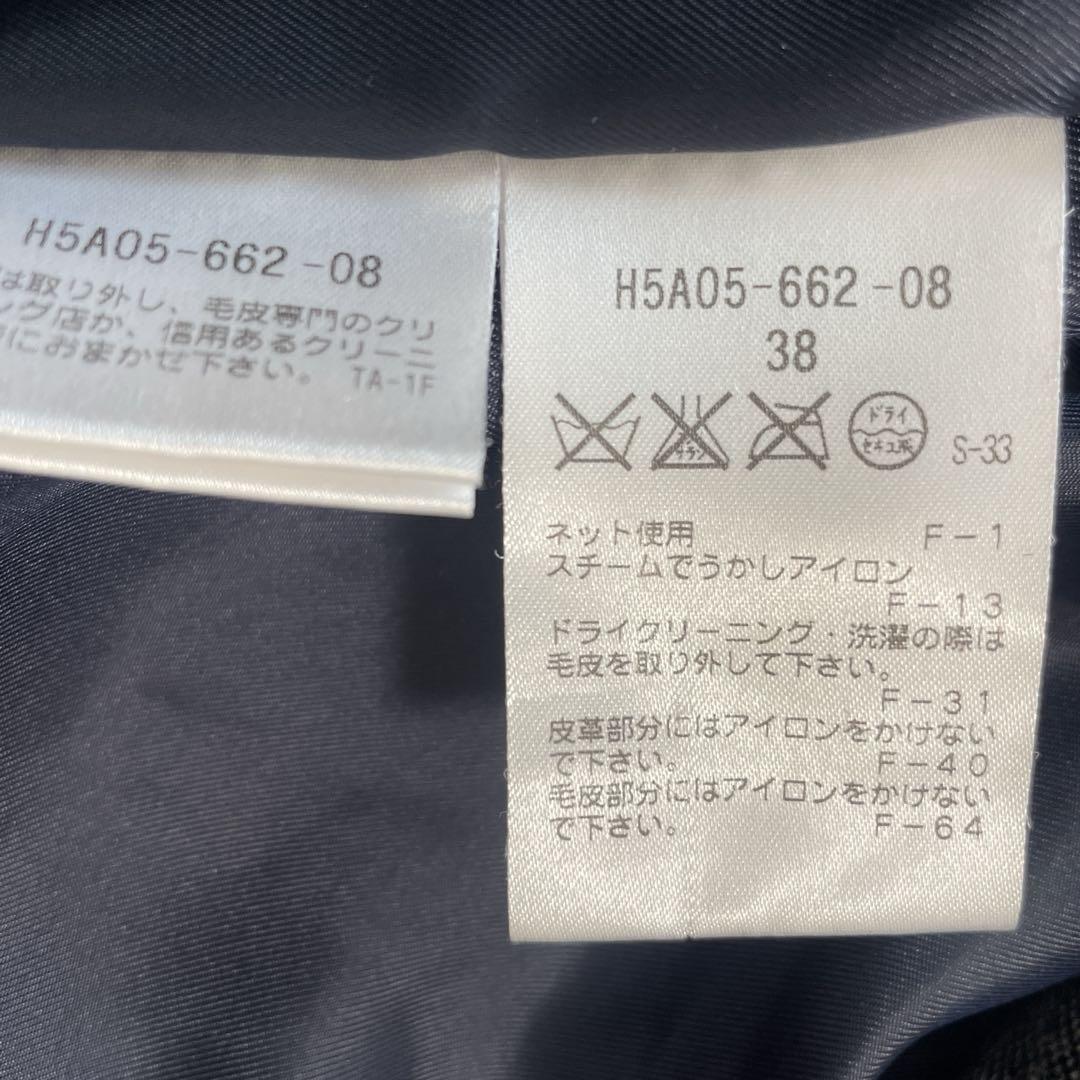 H5A05-662-08
は取り外し、毛皮専門のクリ
ング店か、信用あるクリーニ
におまかせ下さい。 TA-1F
H5A05-662-08
38
ドライ
セキユ系
S-33
ネット使用 F-1
スチームでうかしアイロン
F-13
ドライクリーニング・洗濯の際は
毛皮を取り外して下さい。
F-31
皮革部分にはアイロンをかけない
で下さい。 F-40
毛皮部分にはアイロンをかけない
で下さい。 F-64